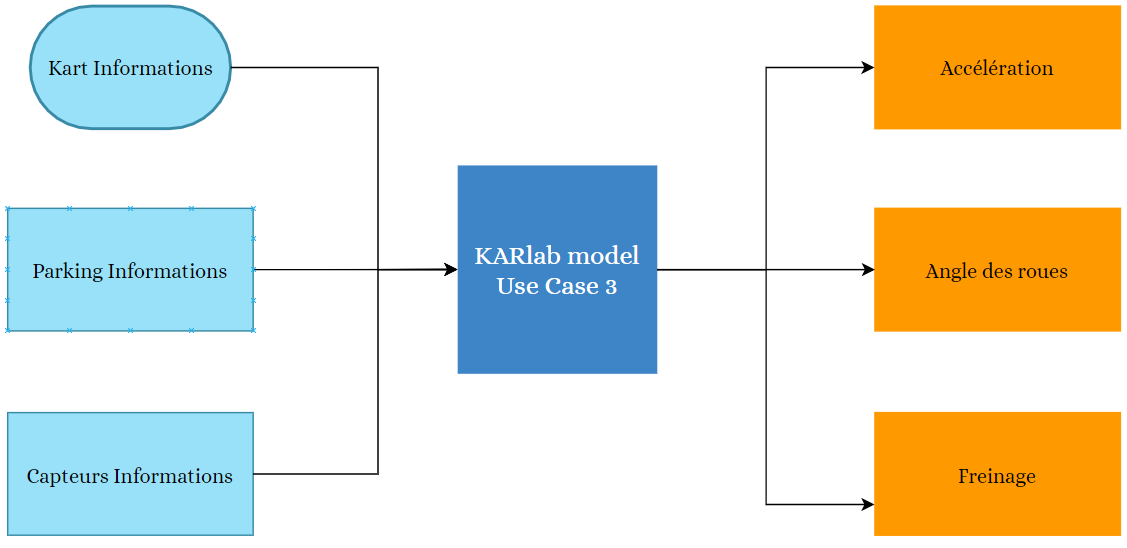 Kart Informations
Parking Informations
Capteurs Informations
KARlab model
Use Case 3
Accélération
Angle des roues
Freinage